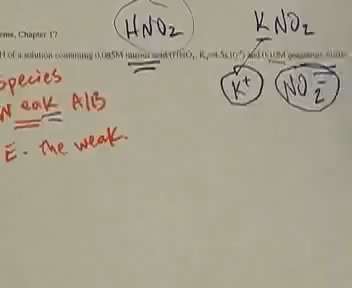 ems, Chapter 17
HNO2 KNO2
H of a solution containing 0.085M nitrous acid (HNO2, Ka=4.5x10-4) and 0.10M potassium nitrite
K+ NO2-
Species
Weak A/B
E - The weak.